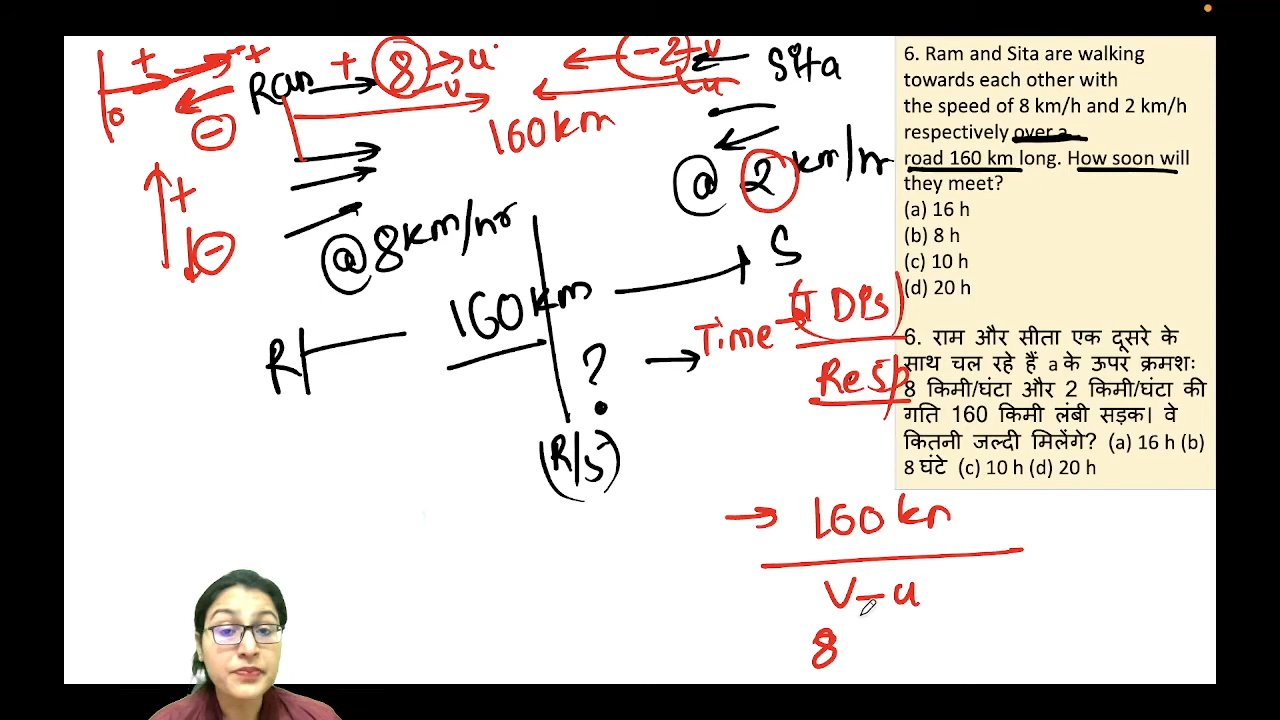 + + 
Ram + 8 → u
v
-2 - v
u
Sita
0
160 km
@ 2 km/hr
+
@ 8 km/hr
S
R
160 km
?
Time → (T Dis)
Resp
(R/S)
→ 160 km
V - u
8
6. Ram and Sita are walking
towards each other with
the speed of 8 km/h and 2 km/h
respectively over a
road 160 km long. How soon will
they meet?
(a) 16 h
(b) 8 h
(c) 10 h
(d) 20 h
6. राम और सीता एक दूसरे के
साथ चल रहे हैं a के ऊपर क्रमशः
8 किमी/घंटा और 2 किमी/घंटा की
गति 160 किमी लंबी सड़क। वे
कितनी जल्दी मिलेंगे? (a) 16 h (b)
8 घंटे (c) 10 h (d) 20 h